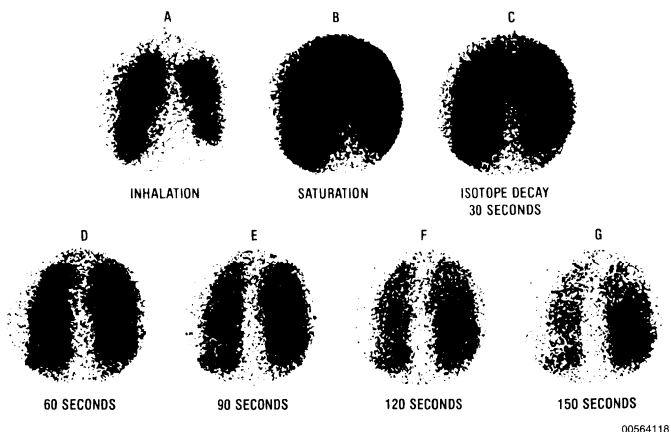 A
B
C
INHALATION
SATURATION
ISOTOPE DECAY
30 SECONDS
D
E
F
G
60 SECONDS
90 SECONDS
120 SECONDS
150 SECONDS
00564118